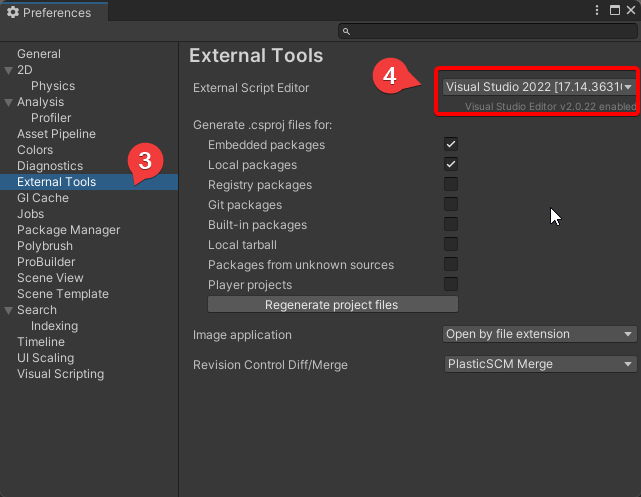 Preferences
General
2D
Physics
Analysis
Profiler
Asset Pipeline
Colors
Diagnostics
External Tools
GI Cache
Jobs
Package Manager
Polybrush
ProBuilder
Scene View
Scene Template
Search
Indexing
Timeline
UI Scaling
Visual Scripting
3
External Tools
4
External Script Editor
Visual Studio 2022 [17.14.3631
Visual Studio Editor v2.0.22 enabled
Generate .csproj files for:
Embedded packages
Local packages
Registry packages
Git packages
Built-in packages
Local tarball
Packages from unknown sources
Player projects
Regenerate project files
Image application
Open by file extension
Revision Control Diff/Merge
PlasticSCM Merge